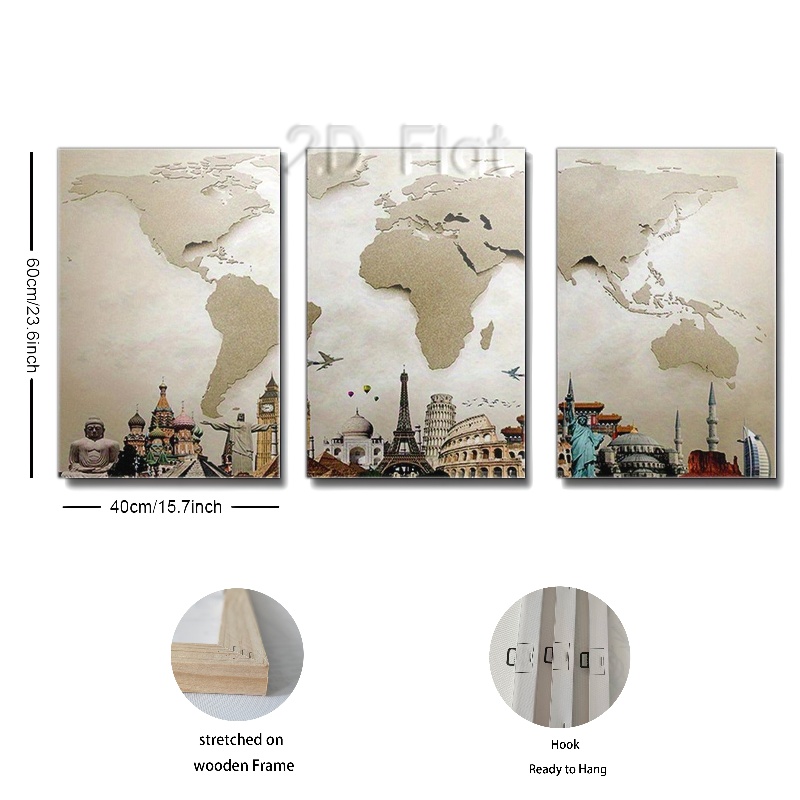 2D Flat
60cm/23.6inch
40cm/15.7inch
stretched on
wooden Frame
Hook
Ready to Hang